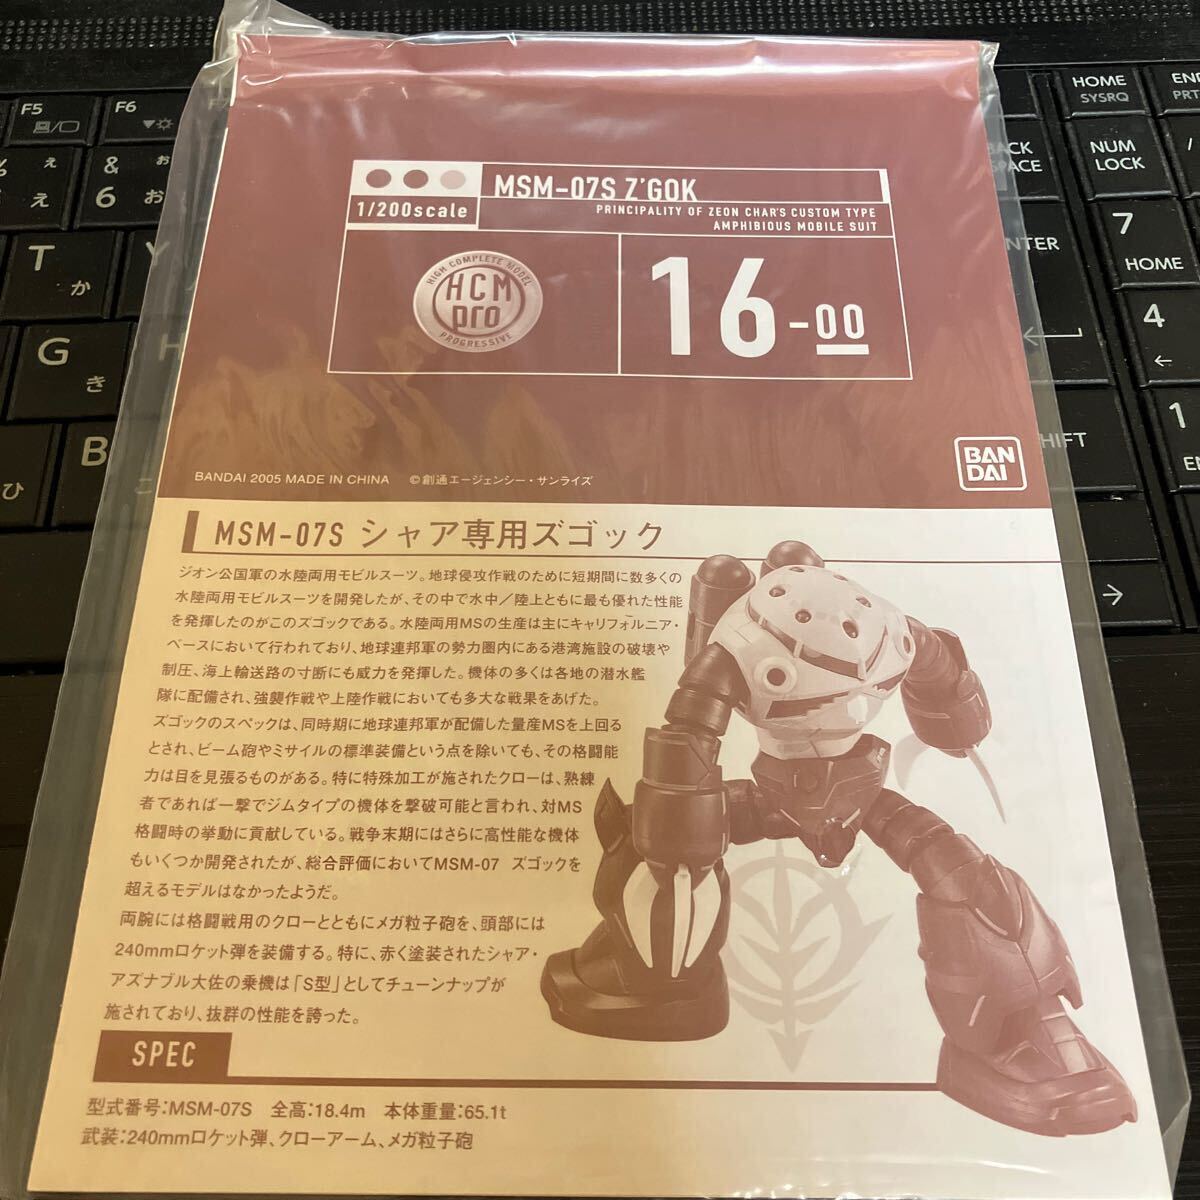 MSM-07S Z'GOK
1/200scale
PRINCIPALITY OF ZEON CHAR'S CUSTOM TYPE
AMPHIBIOUS MOBILE SUIT
HIGH COMPLETE MODEL
HCM
pro
PROGRESSIVE
16-00
BAN
DAI
BANDAI 2005 MADE IN CHINA ©創通エージェンシー・サンライズ
MSM-07S シャア専用ズゴック
ジオン公国軍の水陸両用モビルスーツ。地球侵攻作戦のために短期間に数多くの
水陸両用モビルスーツを開発したが、その中で水中／陸上ともに最も優れた性能
を発揮したのがこのズゴックである。水陸両用MSの生産は主にキャリフォルニア・
ベースにおいて行われており、地球連邦軍の勢力圏内にある港湾施設の破壊や
制圧、海上輸送路の寸断にも威力を発揮した。機体の多くは各地の潜水艦
隊に配備され、強襲作戦や上陸作戦においても多大な戦果をあげた。
ズゴックのスペックは、同時期に地球連邦軍が配備した量産MSを上回る
とされ、ビーム砲やミサイルの標準装備という点を除いても、その格闘能
力は目を見張るものがある。特に特殊加工が施されたクローは、熟練
者であれば一撃でジムタイプの機体を撃破可能と言われ、対MS
格闘時の挙動に貢献している。戦争末期にはさらに高性能な機体
もいくつか開発されたが、総合評価においてMSM-07 ズゴックを
超えるモデルはなかったようだ。
両腕には格闘戦用のクローとともにメガ粒子砲を、頭部には
240mmロケット弾を装備する。特に、赤く塗装されたシャア・
アズナブル大佐の乗機は「S型」としてチューンナップが
施されており、抜群の性能を誇った。
SPEC
型式番号:MSM-07S 全高:18.4m 本体重量:65.1t
武装:240mmロケット弾、クローアーム、メガ粒子砲
F5
F6
HOME
SYSRQ
NUM
LOCK
&
6
お
え
T
か
G
き
B
ひ
7
HOME
4
←
1